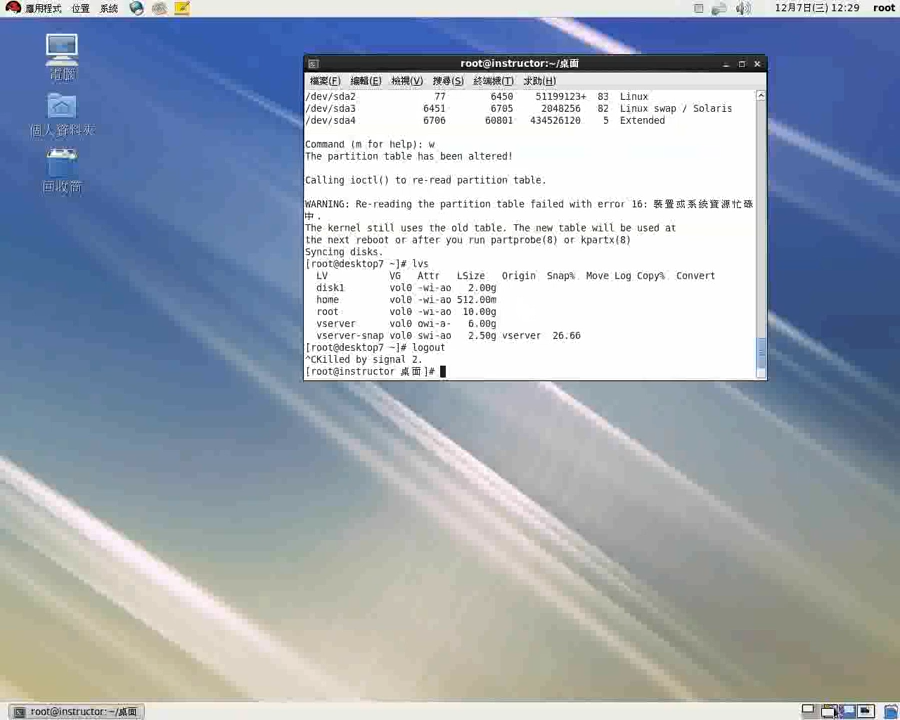 應用程式 位置 系统 12月7日(三) 12:29 root
電腦
個人資料夾
回收筒
root@instructor:~/桌面
檔案(F) 編輯(E) 檢視(V) 搜尋(S) 終端機(T) 求助(H)
/dev/sda2 77 6450 51199123+ 83 Linux
/dev/sda3 6451 6705 2048256 82 Linux swap / Solaris
/dev/sda4 6706 60801 434526120 5 Extended
Command (m for help): w
The partition table has been altered!
Calling ioctl() to re-read partition table.
WARNING: Re-reading the partition table failed with error 16: 裝置或系統資源忙碌
中.
The kernel still uses the old table. The new table will be used at
the next reboot or after you run partprobe(8) or kpartx(8)
Syncing disks.
[root@desktop7 ~]# lvs
LV VG Attr LSize Origin Snap% Move Log Copy% Convert
disk1 vol0 -wi-ao 2.00g
home vol0 -wi-ao 512.00m
root vol0 -wi-ao 10.00g
vserver vol0 owi-a- 6.00g
vserver-snap vol0 swi-ao 2.50g vserver 26.66
[root@desktop7 ~]# logout
^CKilled by signal 2.
[root@instructor 桌面]#
root@instructor:~/桌面